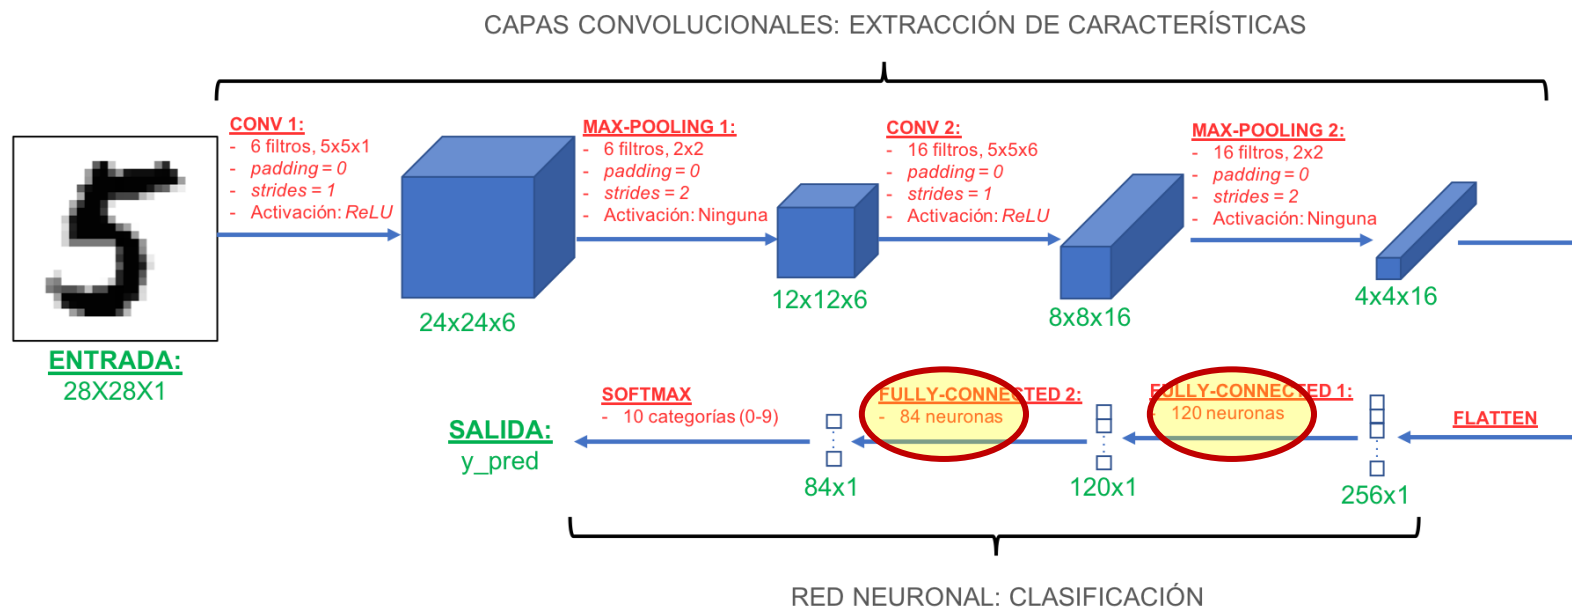 CAPAS CONVOLUCIONALES: EXTRACCIÓN DE CARACTERÍSTICAS
CONV 1:
- 6 filtros, 5x5x1
- padding = 0
- strides = 1
- Activación: ReLU
MAX-POOLING 1:
- 6 filtros, 2x2
- padding = 0
- strides = 2
- Activación: Ninguna
CONV 2:
- 16 filtros, 5x5x6
- padding = 0
- strides = 1
- Activación: ReLU
MAX-POOLING 2:
- 16 filtros, 2x2
- padding = 0
- strides = 2
- Activación: Ninguna
5
24x24x6
12x12x6
8x8x16
4x4x16
ENTRADA:
28X28X1
FLATTEN
256x1
FULLY-CONNECTED 1:
- 120 neuronas
120x1
FULLY-CONNECTED 2:
- 84 neuronas
84x1
SOFTMAX
- 10 categorías (0-9)
SALIDA:
y_pred
RED NEURONAL: CLASIFICACIÓN